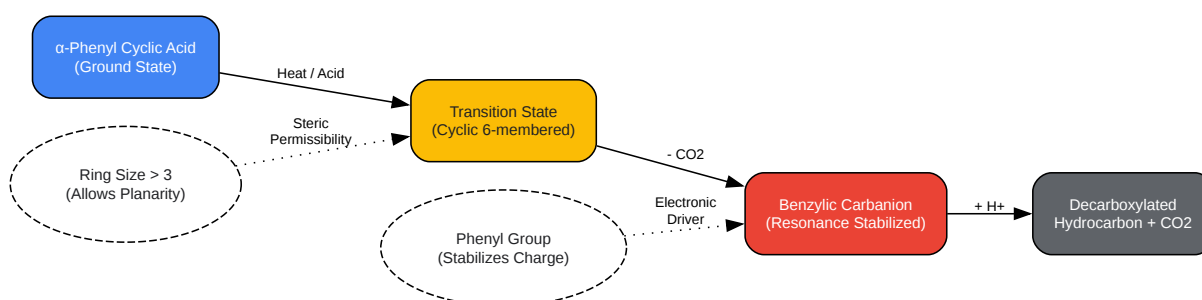 α-Phenyl Cyclic Acid
(Ground State)
Heat / Acid
Transition State
(Cyclic 6-membered)
Steric
Permissibility
Ring Size > 3
(Allows Planarity)
- CO2
Phenyl Group
(Stabilizes Charge)
Electronic
Driver
Benzylic Carbanion
(Resonance Stabilized)
+ H+
Decarboxylated
Hydrocarbon + CO2